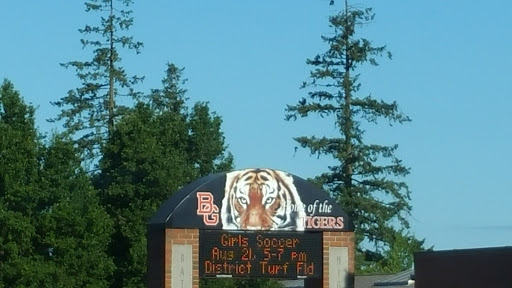 BG
Home of the
TIGERS
Girls Soccer
Aug 21, 5-7 pm
District Turf Fld